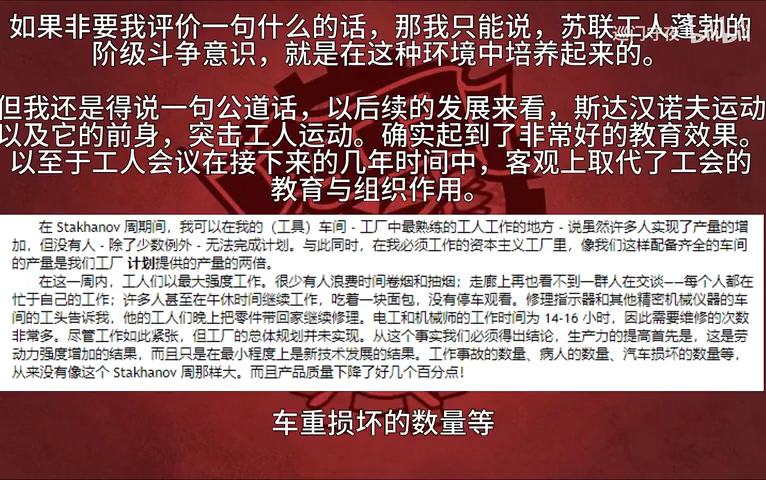 如果非要我评价一句什么的话，那我只能说，苏联工人蓬勃的
阶级斗争意识，就是在这种环境中培养起来的。
但我还是得说一句公道话，以后续的发展来看，斯达汉诺夫运动
以及它的前身，突击工人运动。确实起到了非常好的教育效果。
以至于工人会议在接下来的几年时间中，客观上取代了工会的
教育与组织作用。
在 Stakhanov 周期间，我可以在我的（工具）车间 - 工厂中最熟练的工人工作的地方 - 说虽然许多人实现了产量的增
加，但没有人 - 除了少数例外 - 无法完成计划。与此同时，在我必须工作的资本主义工厂里，像我们这样配备齐全的车间
的产量是我们工厂 计划提供的产量的两倍。
在这一周内，工人们以最大强度工作。很少有人浪费时间卷烟和抽烟；走廊上再也看不到一群人在交谈——每个人都在
忙于自己的工作；许多人甚至在午休时间继续工作，吃着一块面包，没有停车观看。修理指示器和其他精密机械仪器的车
间的工头告诉我，他的工人们晚上把零件带回家继续修理。电工和机械师的工作时间为 14-16 小时，因此需要维修的次数
非常多。尽管工作如此紧张，但工厂的总体规划并未实现。从这个事实我们必须得出结论，生产力的提高首先是，这是劳
动力强度增加的结果，而且只是在最小程度上是新技术发展的结果。工作事故的数量、病人的数量、汽车损坏的数量等，
从来没有像这个 Stakhanov 周那样大。而且产品质量下降了好几个百分点！
车重损坏的数量等